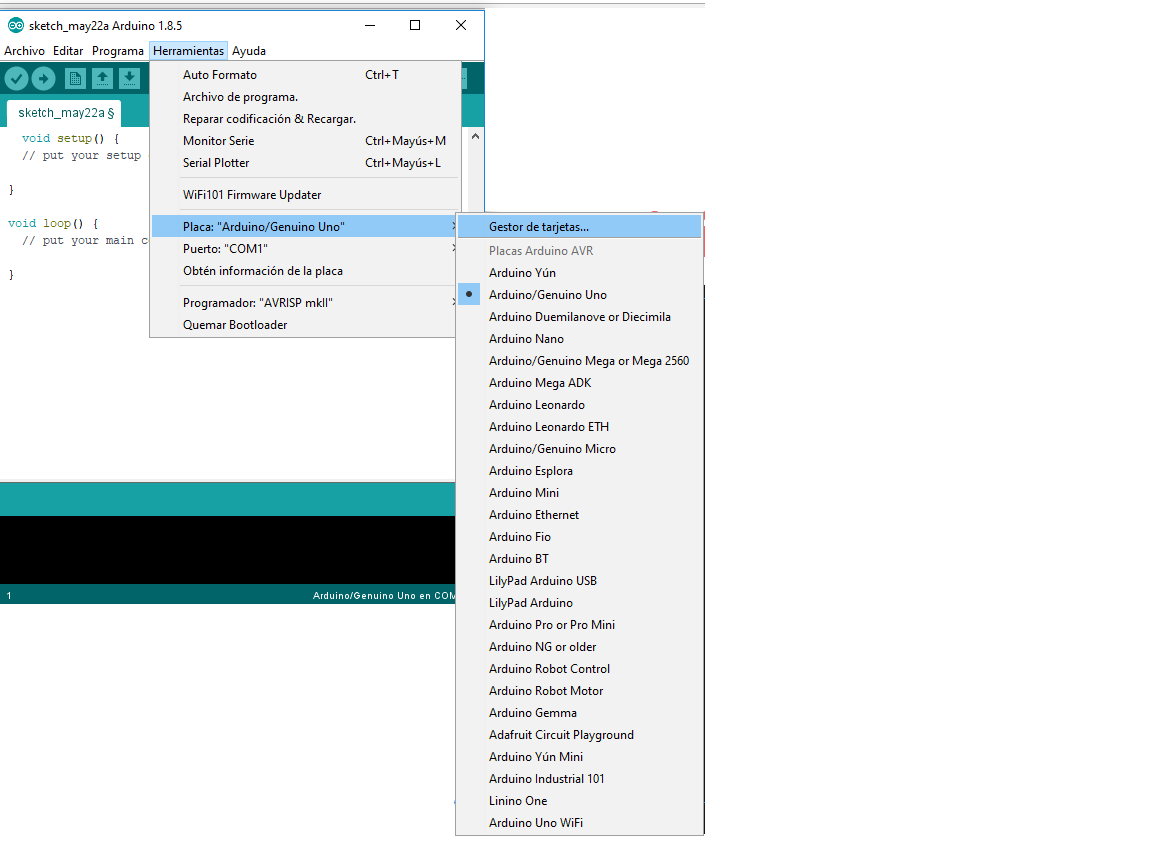 sketch_may22a Arduino 1.8.5
Archivo Editar Programa Herramientas Ayuda
sketch_may22a §
void setup() {
// put your setup
}
void loop() {
// put your main c
}
Auto Formato Ctrl+T
Archivo de programa.
Reparar codificación & Recargar.
Monitor Serie Ctrl+Mayús+M
Serial Plotter Ctrl+Mayús+L
WiFi101 Firmware Updater
Placa: "Arduino/Genuino Uno"
Puerto: "COM1"
Obtén información de la placa
Programador: "AVRISP mkII"
Quemar Bootloader
Gestor de tarjetas...
Placas Arduino AVR
Arduino Yún
Arduino/Genuino Uno
Arduino Duemilanove or Diecimila
Arduino Nano
Arduino/Genuino Mega or Mega 2560
Arduino Mega ADK
Arduino Leonardo
Arduino Leonardo ETH
Arduino/Genuino Micro
Arduino Esplora
Arduino Mini
Arduino Ethernet
Arduino Fio
Arduino BT
LilyPad Arduino USB
LilyPad Arduino
Arduino Pro or Pro Mini
Arduino NG or older
Arduino Robot Control
Arduino Robot Motor
Arduino Gemma
Adafruit Circuit Playground
Arduino Yún Mini
Arduino Industrial 101
Linino One
Arduino Uno WiFi
1 Arduino/Genuino Uno en COM